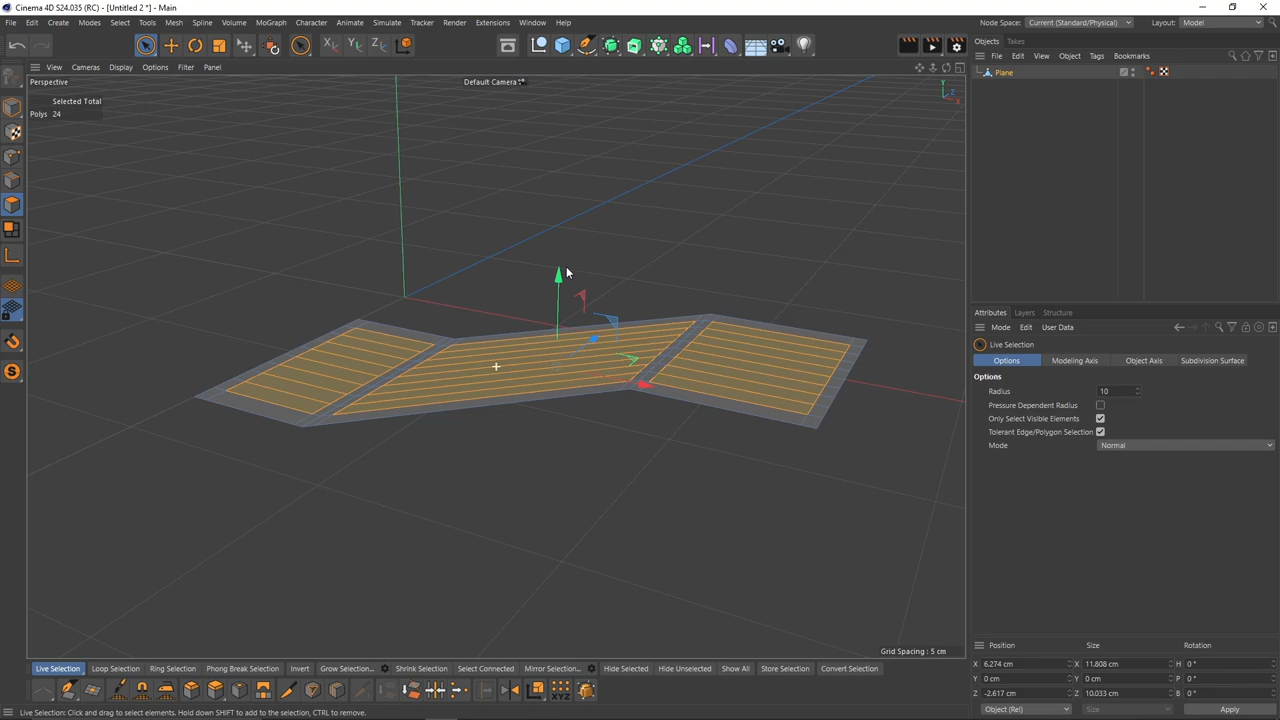 Cinema 4D S24.035 (RC) - [Untitled 2 *] - Main
File Edit Create Modes Select Tools Mesh Spline Volume MoGraph Character Animate Simulate Tracker Render Extensions Window Help
Node Space: Current (Standard/Physical) Layout: Model
Objects Takes
File Edit View Object Tags Bookmarks
Plane
View Cameras Display Options Filter Panel
Perspective
Default Camera
Selected Total
Polys 24
Y
Z
X
Grid Spacing : 5 cm
Attributes Layers Structure
Mode Edit User Data
Live Selection
Options Modeling Axis Object Axis Subdivision Surface
Options
Radius 10
Pressure Dependent Radius
Only Select Visible Elements
Tolerant Edge/Polygon Selection
Mode Normal
Position Size Rotation
X 6.274 cm X 11.808 cm H 0 °
Y 0 cm Y 0 cm P 0 °
Z -2.617 cm Z 10.033 cm B 0 °
Object (Rel) Size Apply
Live Selection Loop Selection Ring Selection Phong Break Selection Invert Grow Selection... Shrink Selection Select Connected Mirror Selection... Hide Selected Hide Unselected Show All Store Selection Convert Selection
XYZ
Live Selection: Click and drag to select elements. Hold down SHIFT to add to the selection, CTRL to remove.